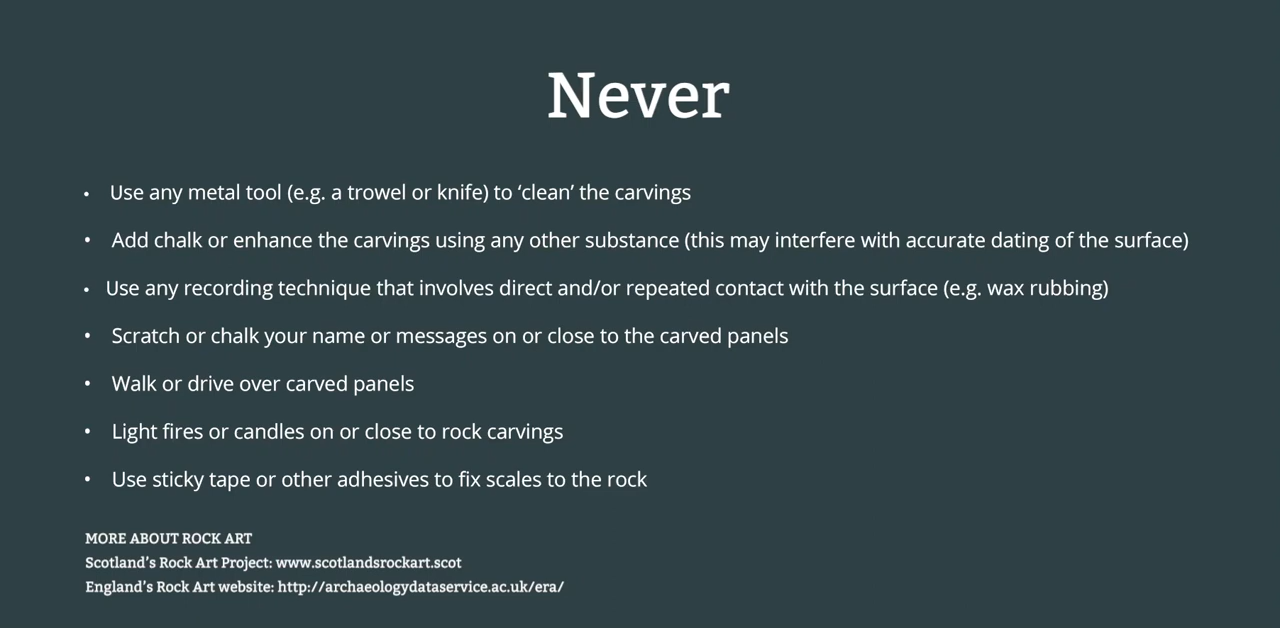 Never
• Use any metal tool (e.g. a trowel or knife) to ‘clean’ the carvings
• Add chalk or enhance the carvings using any other substance (this may interfere with accurate dating of the surface)
• Use any recording technique that involves direct and/or repeated contact with the surface (e.g. wax rubbing)
• Scratch or chalk your name or messages on or close to the carved panels
• Walk or drive over carved panels
• Light fires or candles on or close to rock carvings
• Use sticky tape or other adhesives to fix scales to the rock
MORE ABOUT ROCK ART
Scotland’s Rock Art Project: www.scotlandsrockart.scot
England’s Rock Art website: http://archaeologydataservice.ac.uk/era/